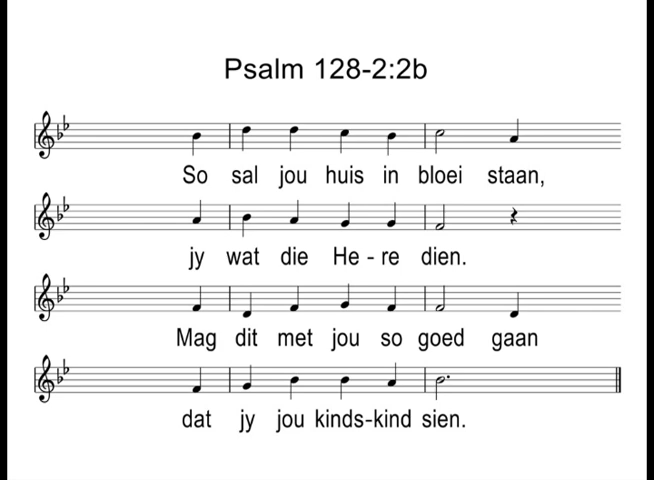 Psalm 128-2:2b
So sal jou huis in bloei staan,
jy wat die He - re dien.
Mag dit met jou so goed gaan
dat jy jou kinds-kind sien.